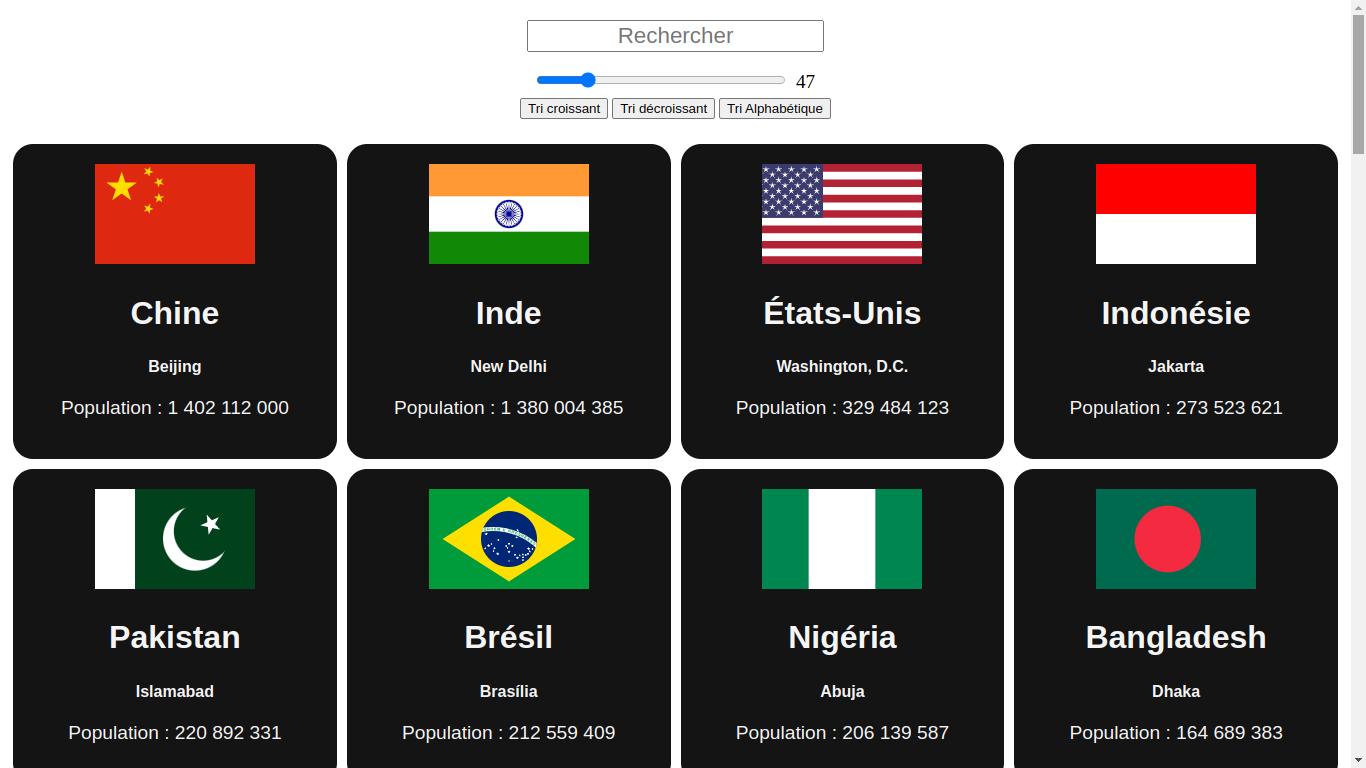 Rechercher
47
Tri croissant Tri décroissant Tri Alphabétique
Chine Inde États-Unis Indonésie
Beijing New Delhi Washington, D.C. Jakarta
Population : 1 402 112 000 Population : 1 380 004 385 Population : 329 484 123 Population : 273 523 621
Pakistan Brésil Nigéria Bangladesh
Islamabad Brasília Abuja Dhaka
Population : 220 892 331 Population : 212 559 409 Population : 206 139 587 Population : 164 689 383